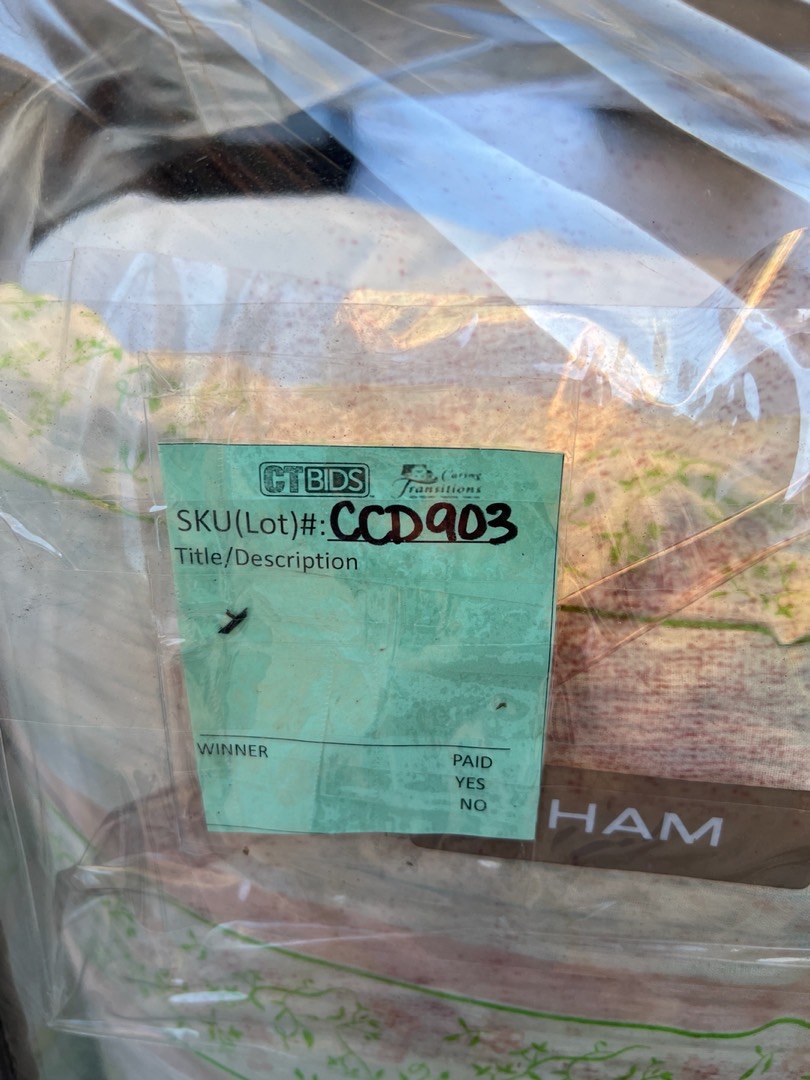 CTBIDS
Caring
Transitions
SKU(Lot)#: CCD903
Title/Description
WINNER
PAID
YES
NO
HAM